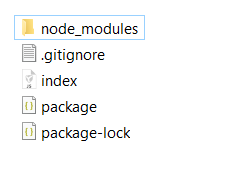 node_modules
.gitignore
index
package
package-lock